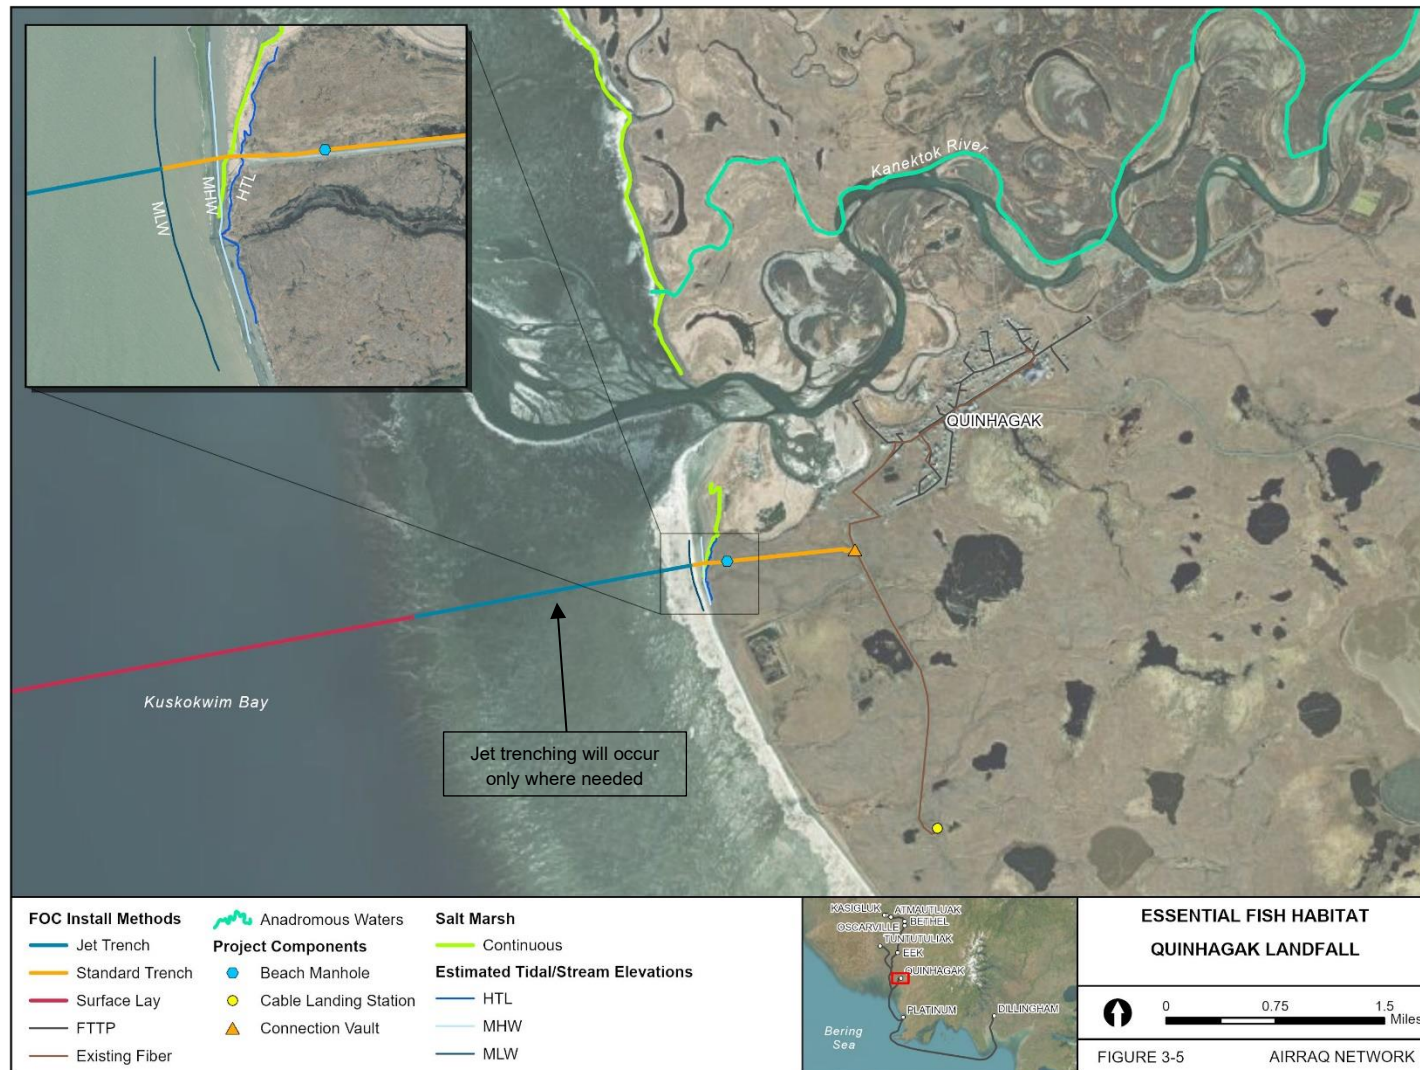 MLW
MHW
HTL
Kanektok River
QUINHAGAK
Kuskokwim Bay
Jet trenching will occur
only where needed
FOC Install Methods
Jet Trench
Standard Trench
Surface Lay
FTTP
Existing Fiber
Anadromous Waters
Project Components
Beach Manhole
Cable Landing Station
Connection Vault
Salt Marsh
Continuous
Estimated Tidal/Stream Elevations
HTL
MHW
MLW
KASIGLUK
ATMAUTLUAK
BETHEL
OSCARVILLE
TUNTUTULIAK
EEK
QUINHAGAK
PLATINUM
DILLINGHAM
Bering
Sea
ESSENTIAL FISH HABITAT
QUINHAGAK LANDFALL
0 0.75 1.5
Miles
FIGURE 3-5 AIRRAQ NETWORK